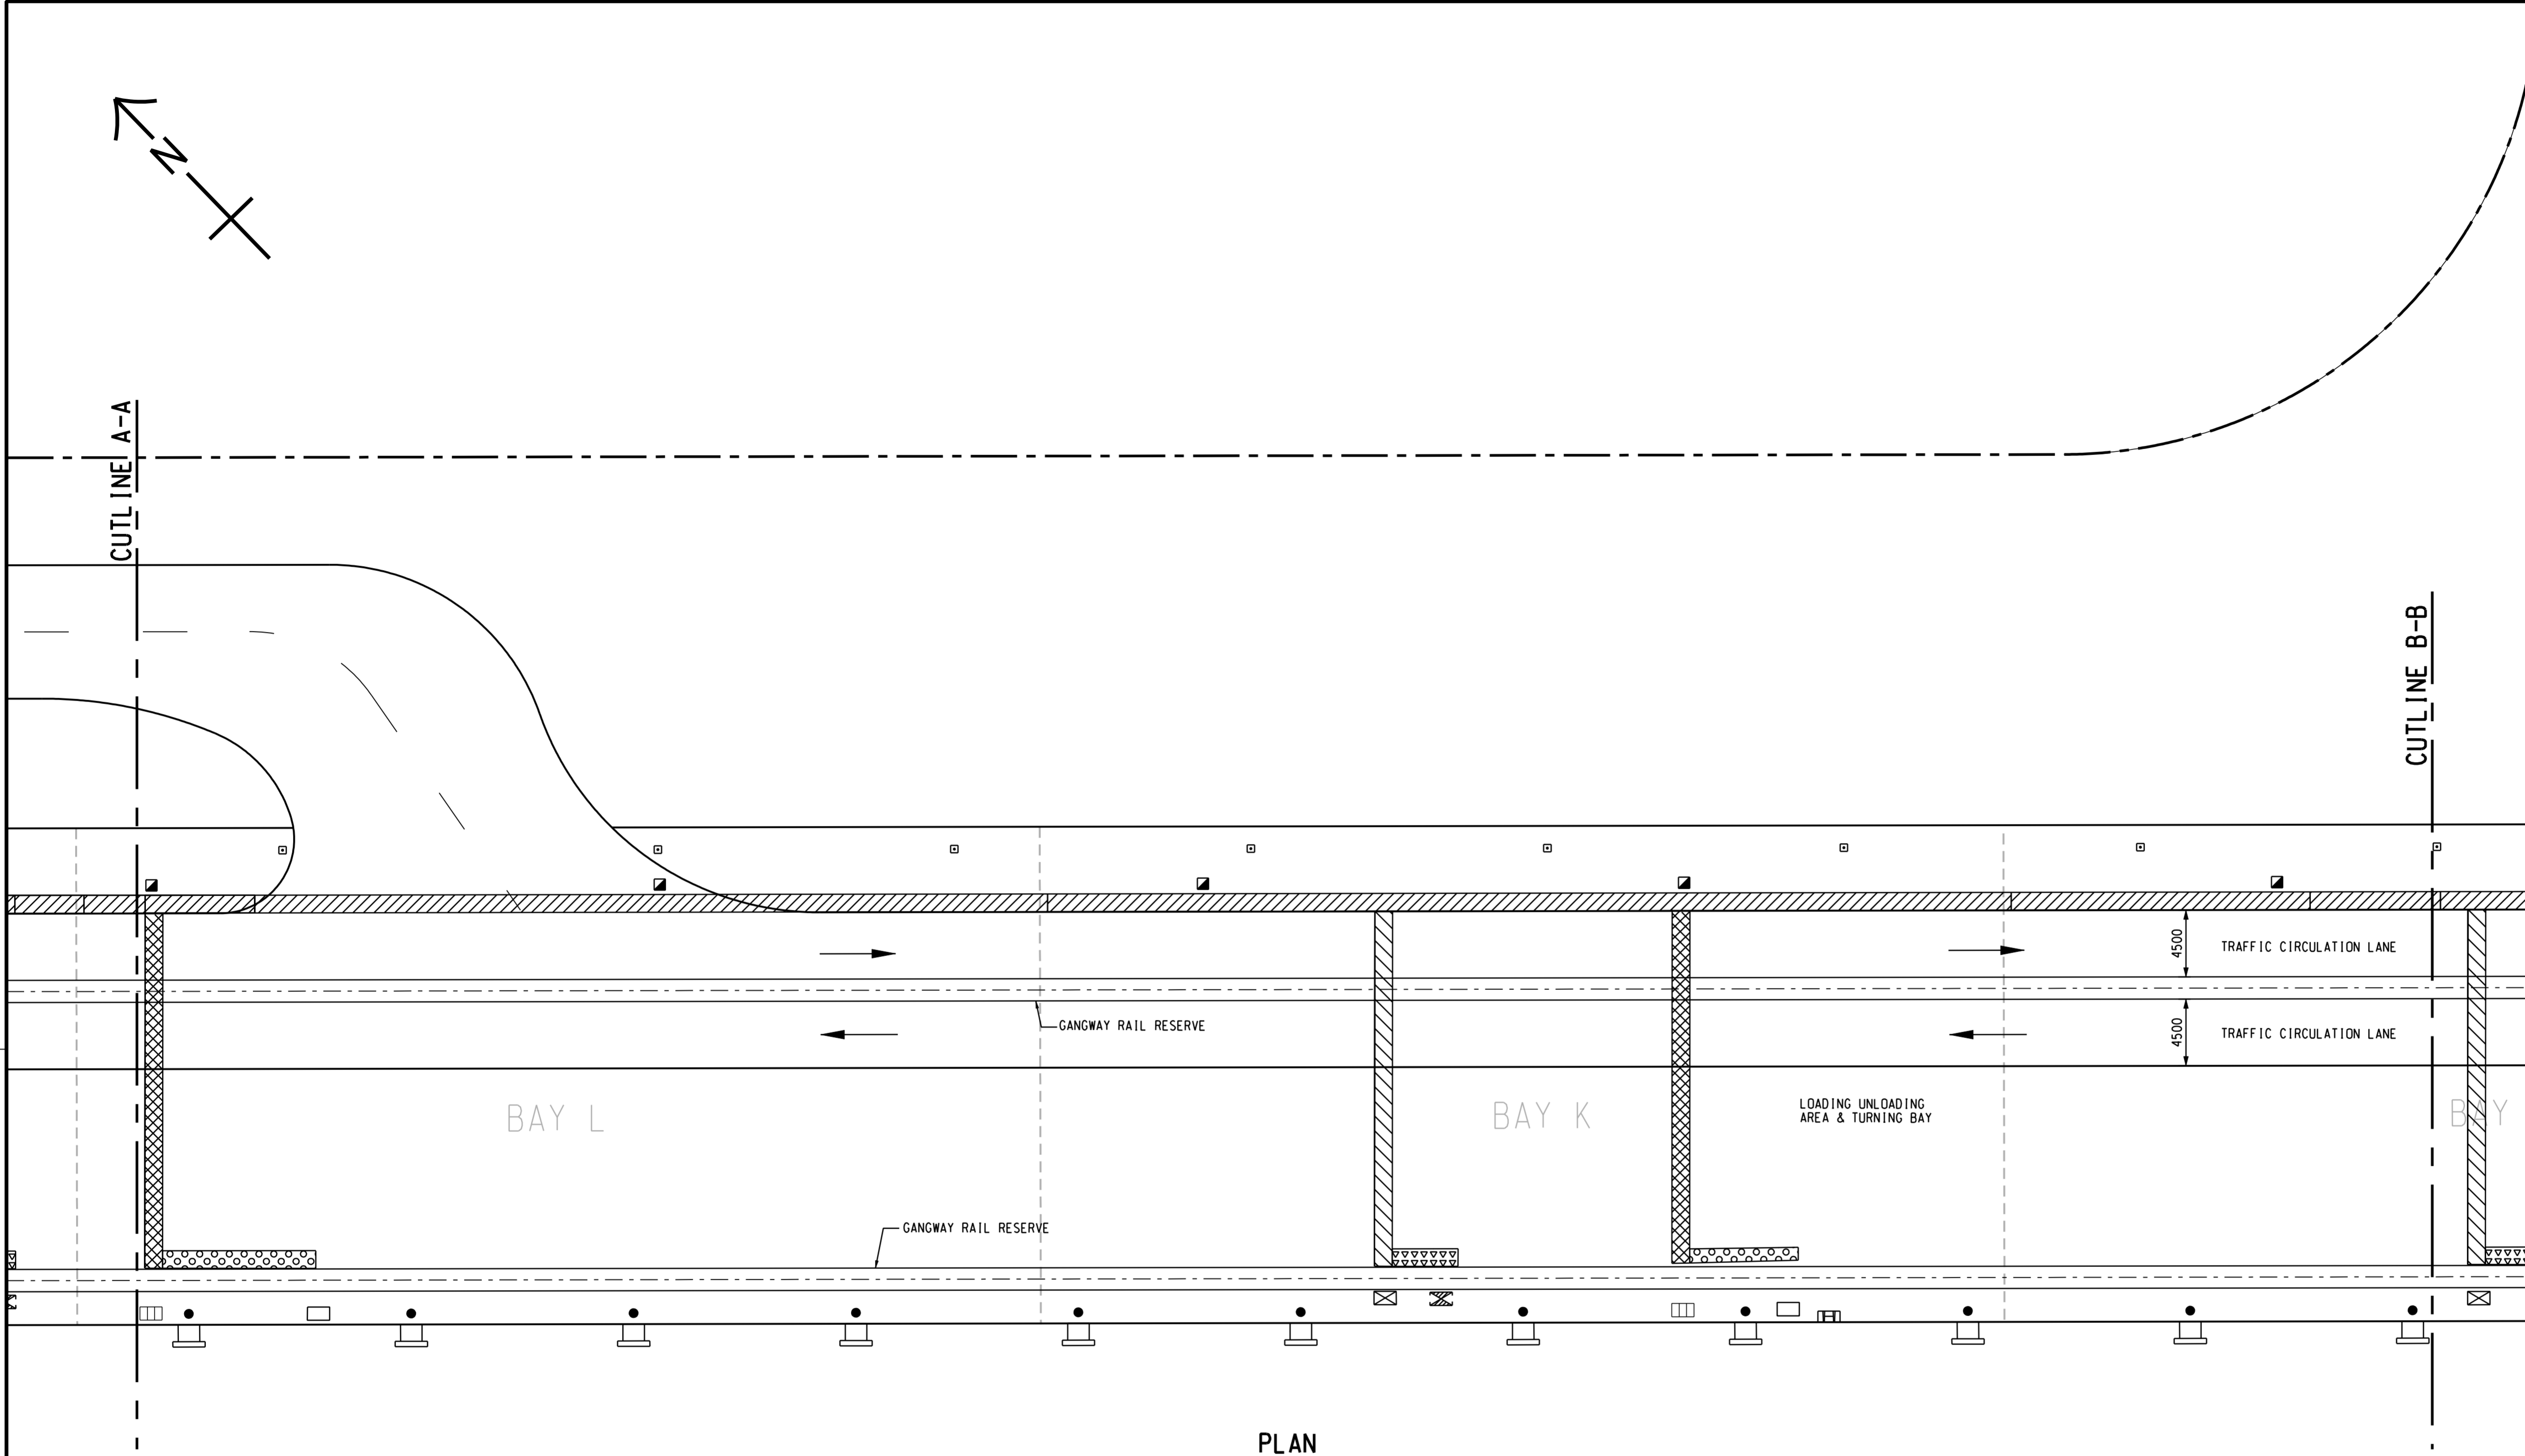 N
CUTLINE A-A
CUTLINE B-B
4500
TRAFFIC CIRCULATION LANE
GANGWAY RAIL RESERVE
4500
TRAFFIC CIRCULATION LANE
BAY L
BAY K
LOADING UNLOADING
AREA & TURNING BAY
BAY
GANGWAY RAIL RESERVE
PLAN